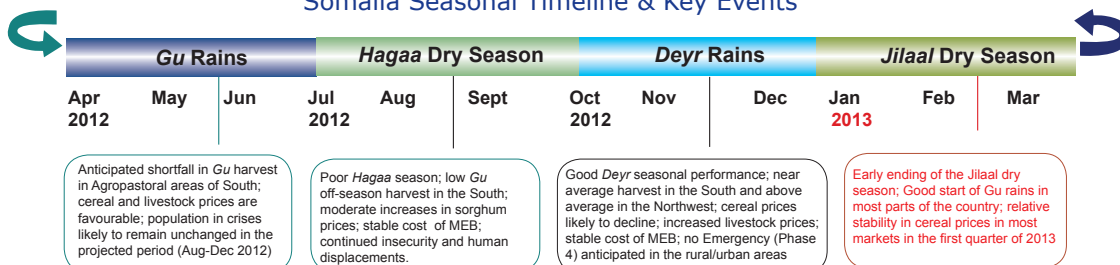 Somalia Seasonal Timeline & Key Events
Gu Rains
Hagaa Dry Season
Deyr Rains
Jilaal Dry Season
Apr May Jun Jul Aug Sept Oct Nov Dec Jan Feb Mar
2012 2012 2012 2013
Anticipated shortfall in Gu harvest
in Agropastoral areas of South;
cereal and livestock prices are
favourable; population in crises
likely to remain unchanged in the
projected period (Aug-Dec 2012)
Poor Hagaa season; low Gu
off-season harvest in the South;
moderate increases in sorghum
prices; stable cost of MEB;
continued insecurity and human
displacements.
Good Deyr seasonal performance; near
average harvest in the South and above
average in the Northwest; cereal prices
likely to decline; increased livestock prices;
stable cost of MEB; no Emergency (Phase
4) anticipated in the rural/urban areas
Early ending of the Jilaal dry
season; Good start of Gu rains in
most parts of the country; relative
stability in cereal prices in most
markets in the first quarter of 2013